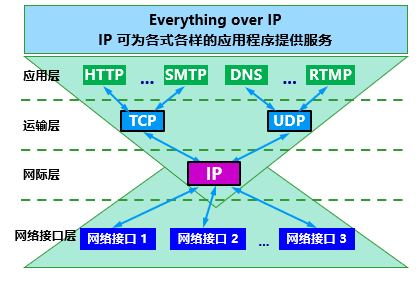 Everything over IP
IP 可为各式各样的应用程序提供服务
应用层 HTTP ... SMTP DNS ... RTMP
运输层 TCP UDP
网际层 IP
网络接口层 网络接口 1 网络接口 2 ... 网络接口 3